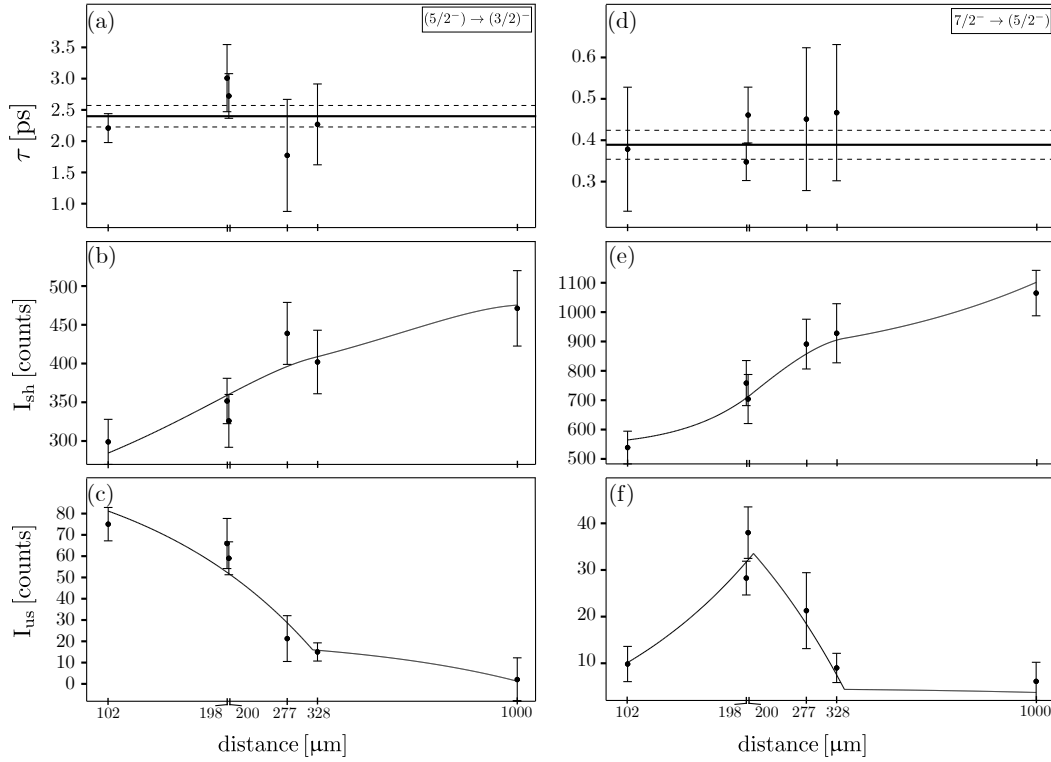 (a)
(5/2⁻) → (3/2)⁻
3.5
3.0
2.5
2.0
1.5
1.0
τ [ps]
(d)
7/2⁻ → (5/2⁻)
0.6
0.5
0.4
0.3
(b)
500
450
400
350
300
I_sh [counts]
(e)
1100
1000
900
800
700
600
500
(c)
80
70
60
50
40
30
20
10
0
I_us [counts]
102 198 200 277 328 1000
distance [μm]
(f)
40
30
20
10
102 198 200 277 328 1000
distance [μm]